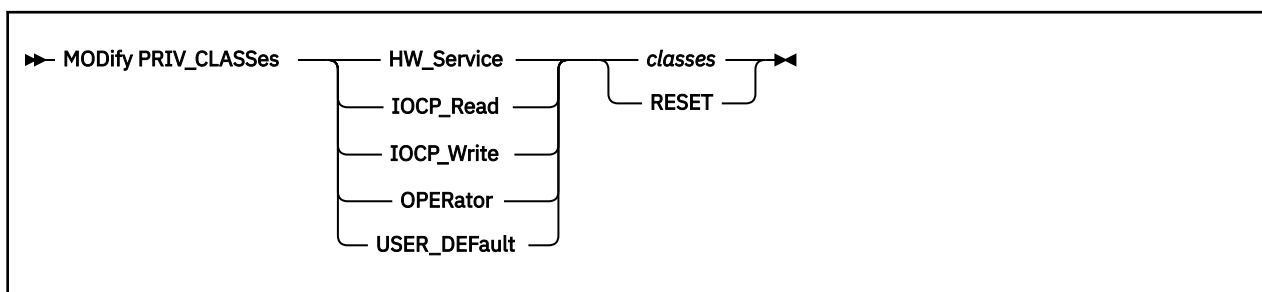 MODify PRIV_CLASSes HW_Service classes
IOCP_Read RESET
IOCP_Write
OPERator
USER_DEFault